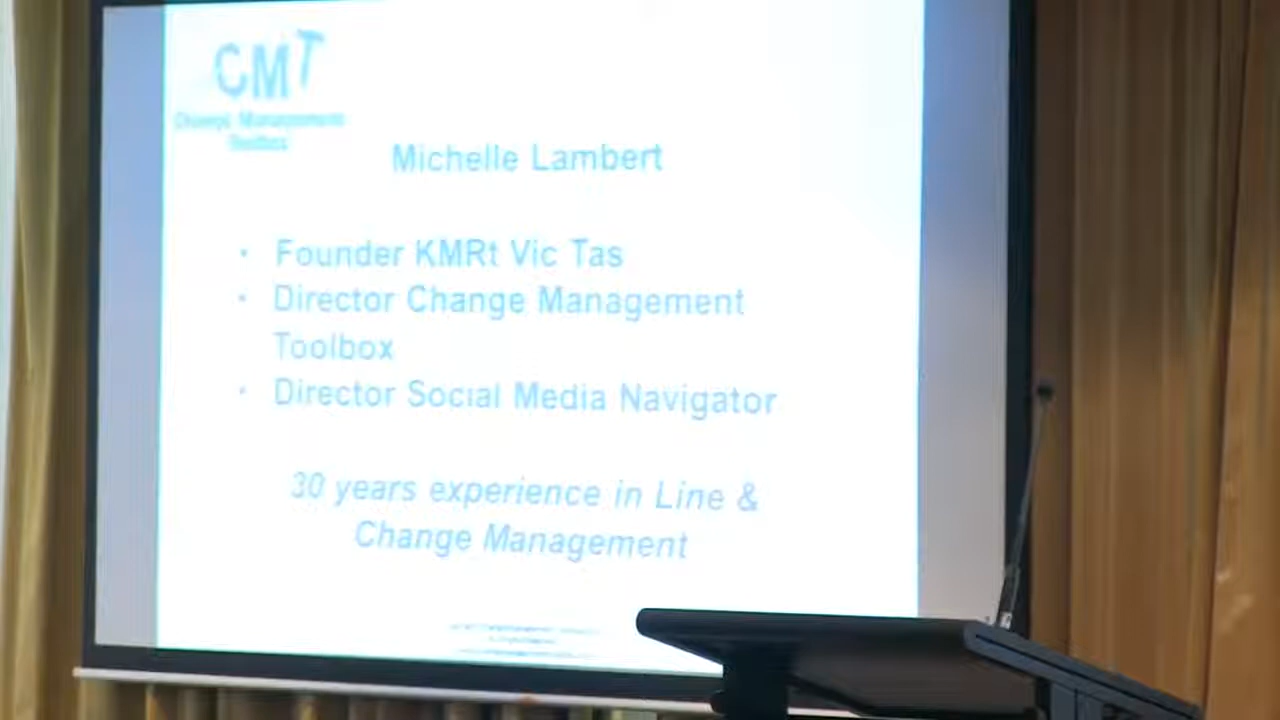 CMT
Change Management
Toolbox
Michelle Lambert
• Founder KMRt Vic Tas
• Director Change Management
Toolbox
• Director Social Media Navigator
30 years experience in Line &
Change Management